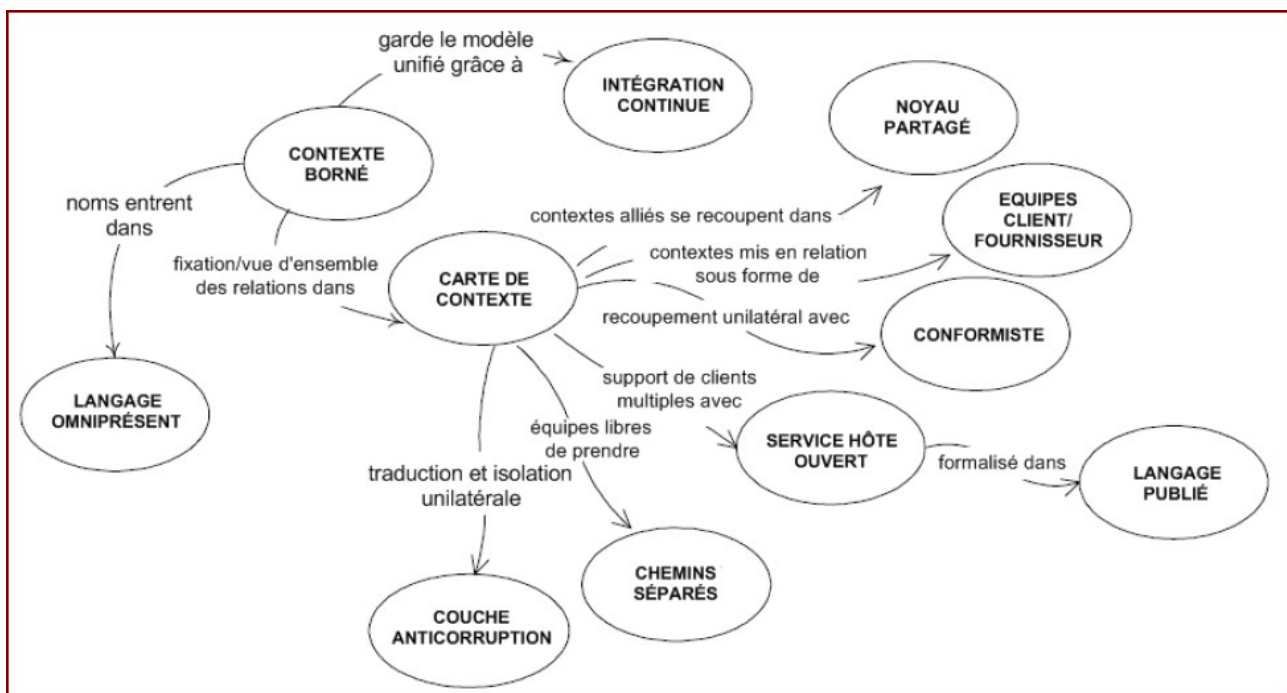 garde le modèle
unifié grâce à
INTÉGRATION
CONTINUE
NOYAU
PARTAGÉ
CONTEXTE
BORNÉ
noms entrent
dans
contextes alliés se recoupent dans
EQUIPES
CLIENT/
FOURNISSEUR
fixation/vue d'ensemble
des relations dans
CARTE DE
CONTEXTE
contextes mis en relation
sous forme de
recoupement unilatéral avec
CONFORMISTE
LANGAGE
OMNIPRÉSENT
support de clients
multiples avec
équipes libres
de prendre
SERVICE HÔTE
OUVERT
formalisé dans
LANGAGE
PUBLIÉ
traduction et isolation
unilatérale
CHEMINS
SÉPARÉS
COUCHE
ANTICORRUPTION